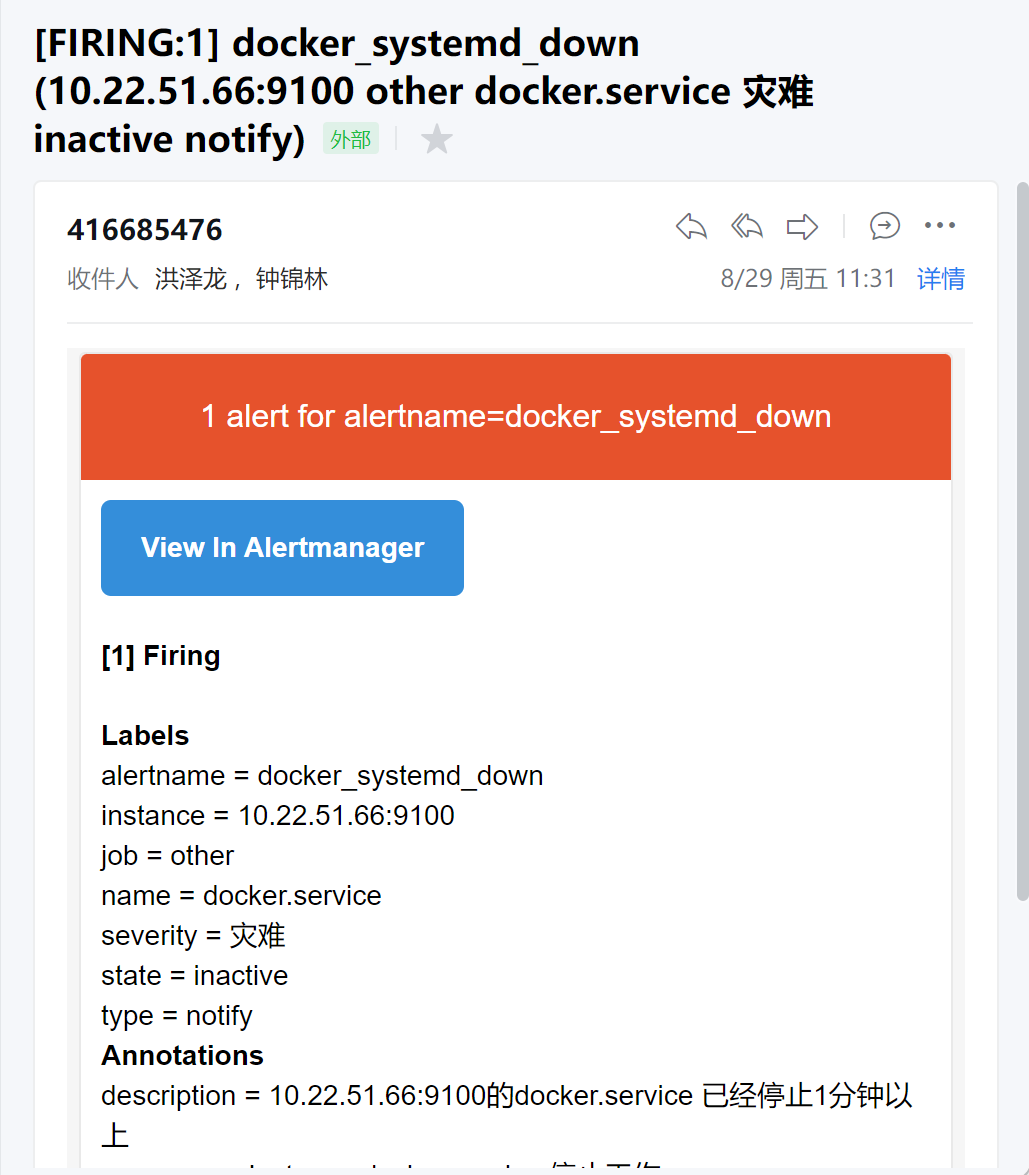 [FIRING:1] docker_systemd_down
(10.22.51.66:9100 other docker.service 灾难
inactive notify) 外部
416685476
收件人 洪泽龙， 钟锦林 8/29 周五 11:31 详情
1 alert for alertname=docker_systemd_down
View In Alertmanager
[1] Firing
Labels
alertname = docker_systemd_down
instance = 10.22.51.66:9100
job = other
name = docker.service
severity = 灾难
state = inactive
type = notify
Annotations
description = 10.22.51.66:9100的docker.service 已经停止1分钟以
上